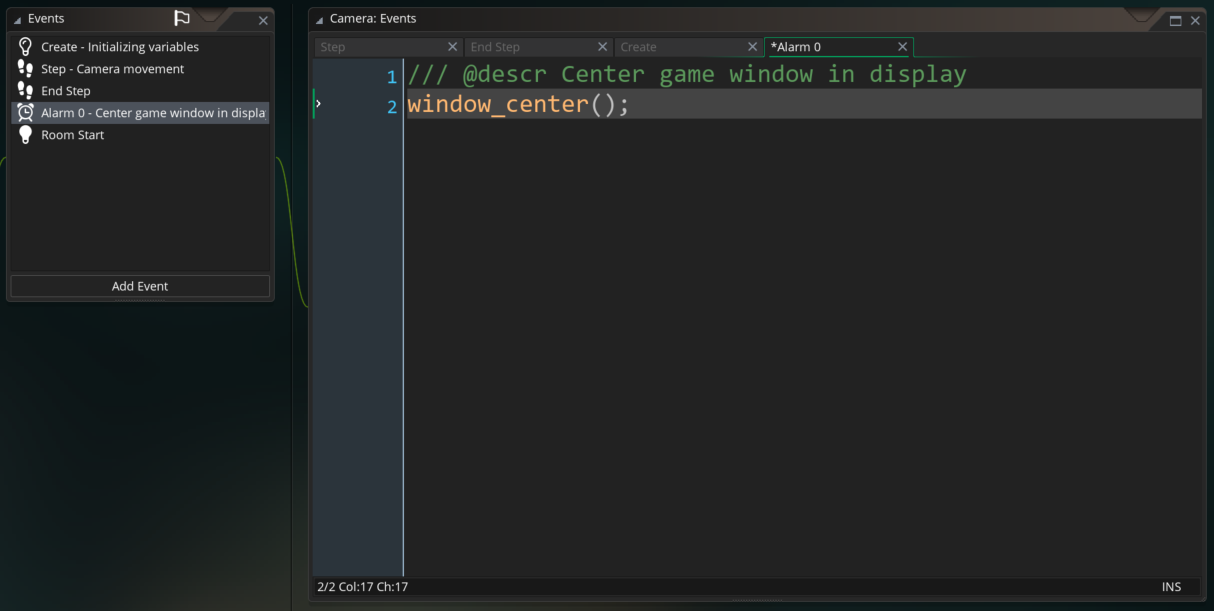 Events
Create - Initializing variables
Step - Camera movement
End Step
Alarm 0 - Center game window in displa
Room Start
Add Event
Camera: Events
Step
End Step
Create
*Alarm 0
1 /// @descr Center game window in display
2 window_center();
2/2 Col:17 Ch:17
INS